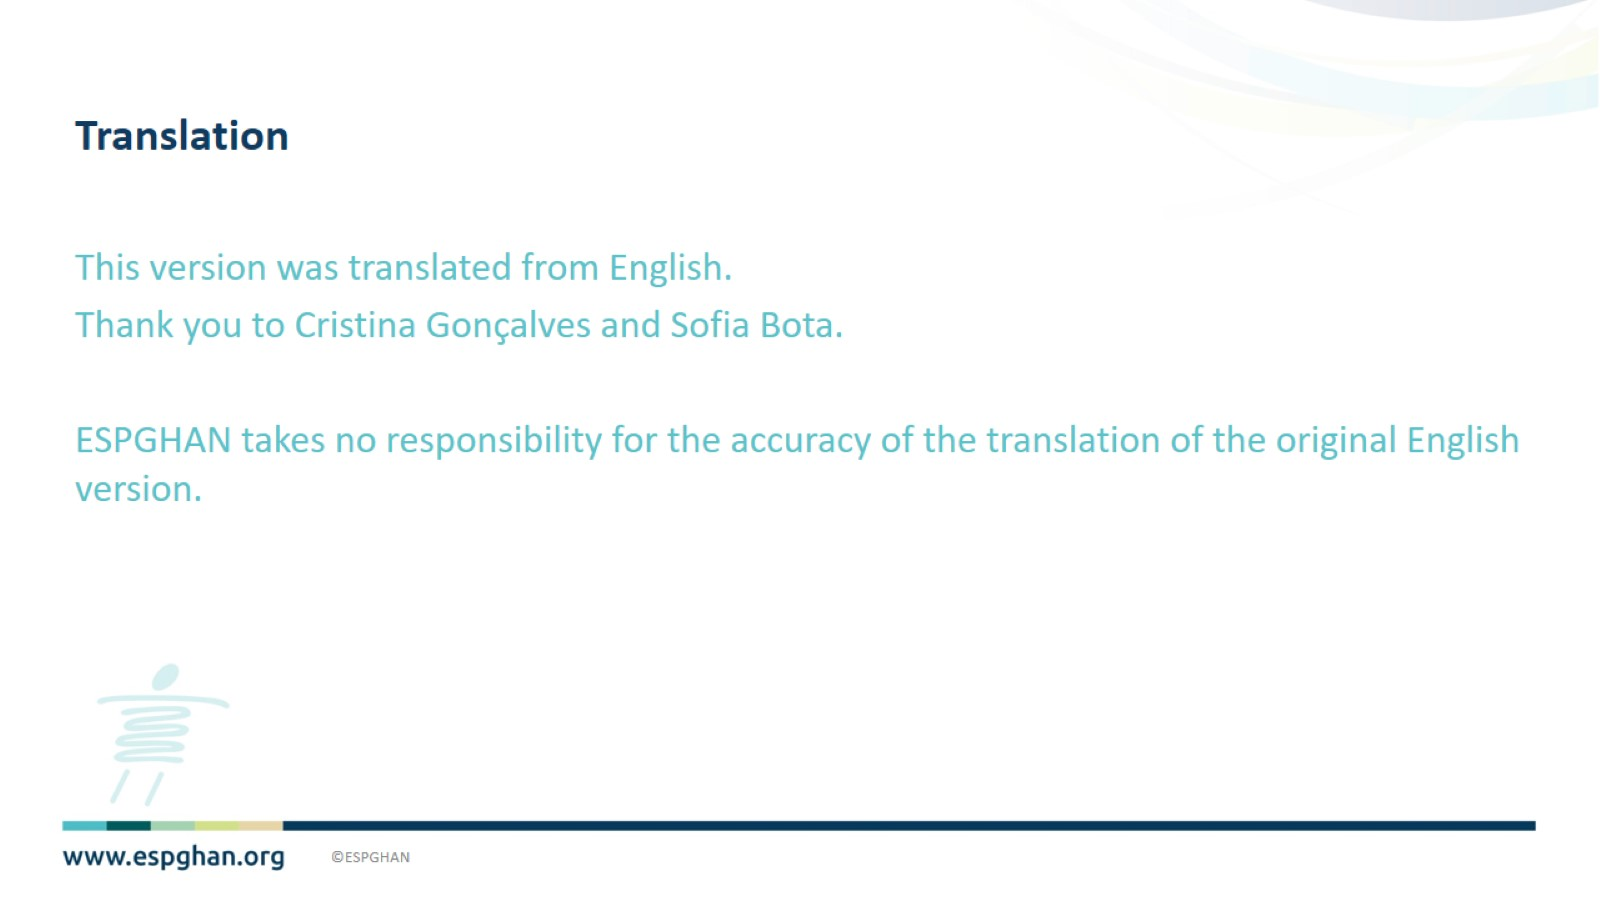 Translation
This version was translated from English.
Thank you to Cristina Gonçalves and Sofia Bota.
ESPGHAN takes no responsibility for the accuracy of the translation of the original English
version.
www.espghan.org
©ESPGHAN